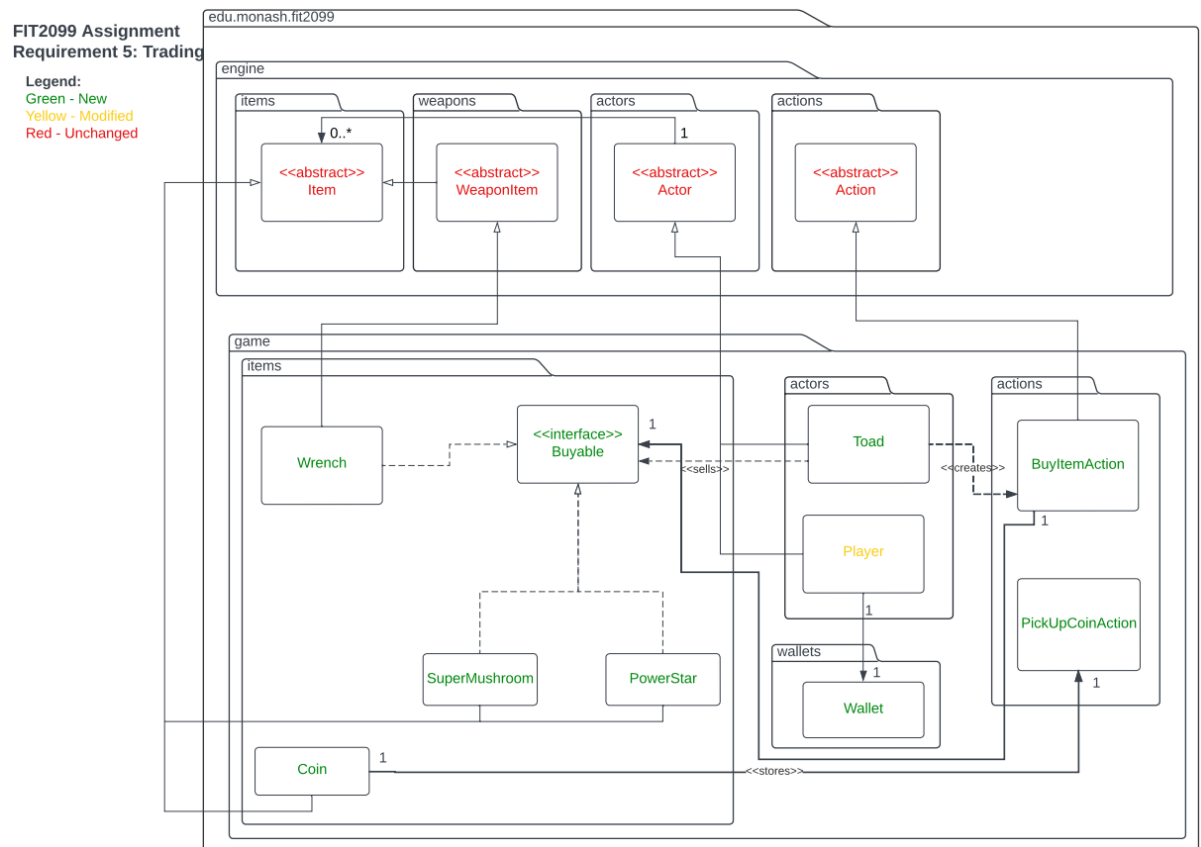 edu.monash.fit2099
FIT2099 Assignment
Requirement 5: Trading
Legend:
Green - New
Yellow - Modified
Red - Unchanged
engine
items
weapons
actors
actions
0..*
1
<<abstract>>
Item
<<abstract>>
WeaponItem
<<abstract>>
Actor
<<abstract>>
Action
game
items
actors
actions
Wrench
<<interface>>
Buyable
1
Toad
<<sells>>
<<creates>>
BuyItemAction
1
Player
1
PickUpCoinAction
1
wallets
1
Wallet
SuperMushroom
PowerStar
Coin
1
<<stores>>